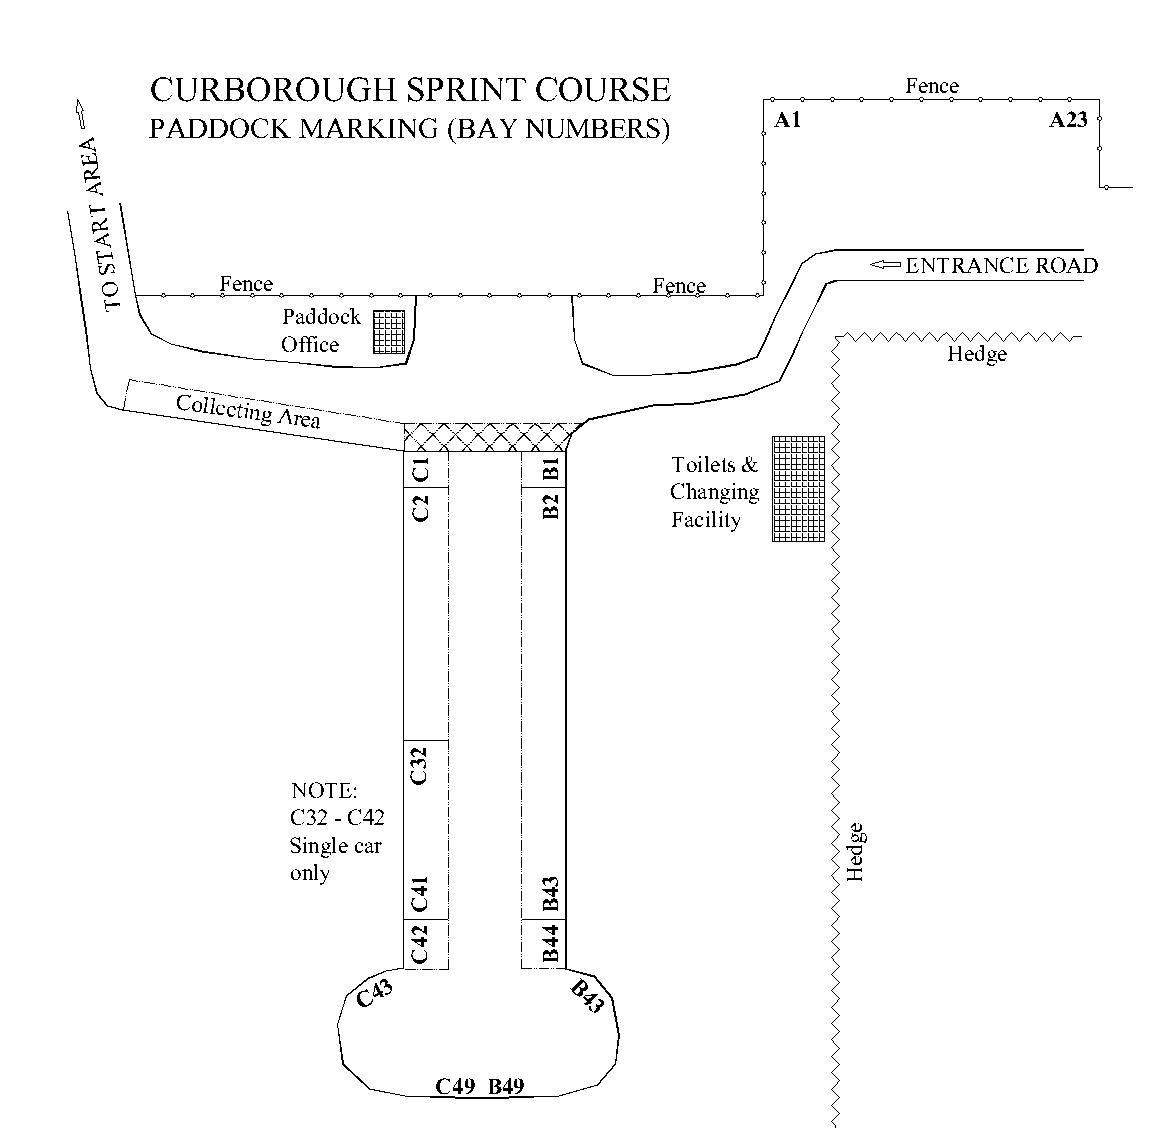 CURBOROUGH SPRINT COURSE
PADDOCK MARKING (BAY NUMBERS)
Fence
A1
A23
TO START AREA
ENTRANCE ROAD
Fence
Fence
Paddock
Office
Hedge
Collecting Area
C1
B1
C2
B2
Toilets &
Changing
Facility
C32
NOTE:
C32 - C42
Single car
only
Hedge
C41
B43
C42
B44
C43
B43
C49
B49